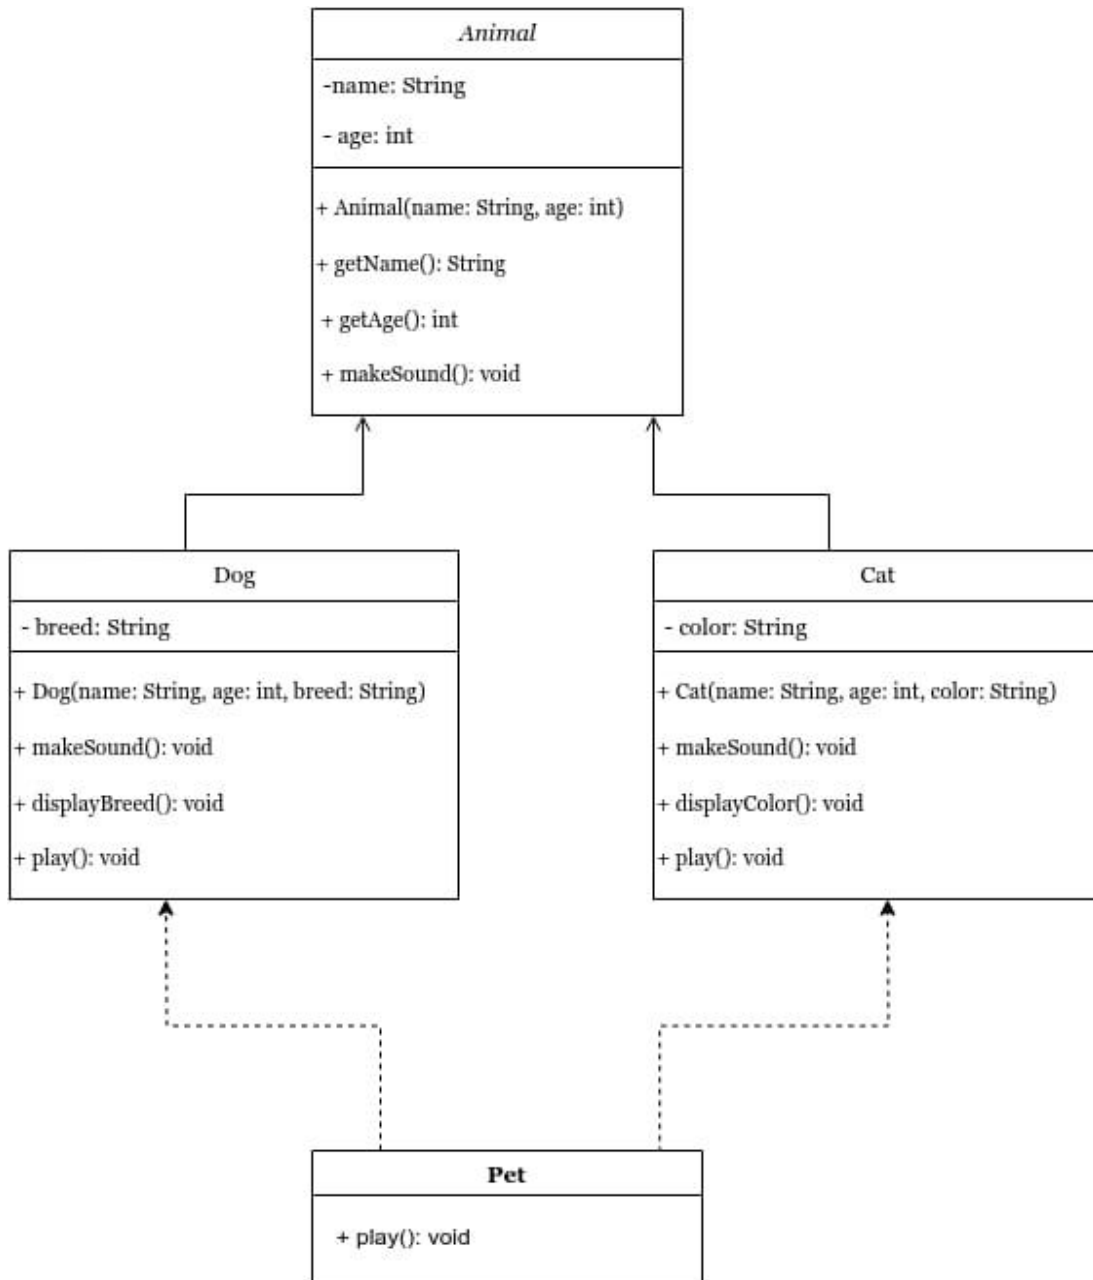 Animal
-name: String
- age: int
+ Animal(name: String, age: int)
+ getName(): String
+ getAge(): int
+ makeSound(): void
Dog
- breed: String
+ Dog(name: String, age: int, breed: String)
+ makeSound(): void
+ displayBreed(): void
+ play(): void
Cat
- color: String
+ Cat(name: String, age: int, color: String)
+ makeSound(): void
+ displayColor(): void
+ play(): void
Pet
+ play(): void